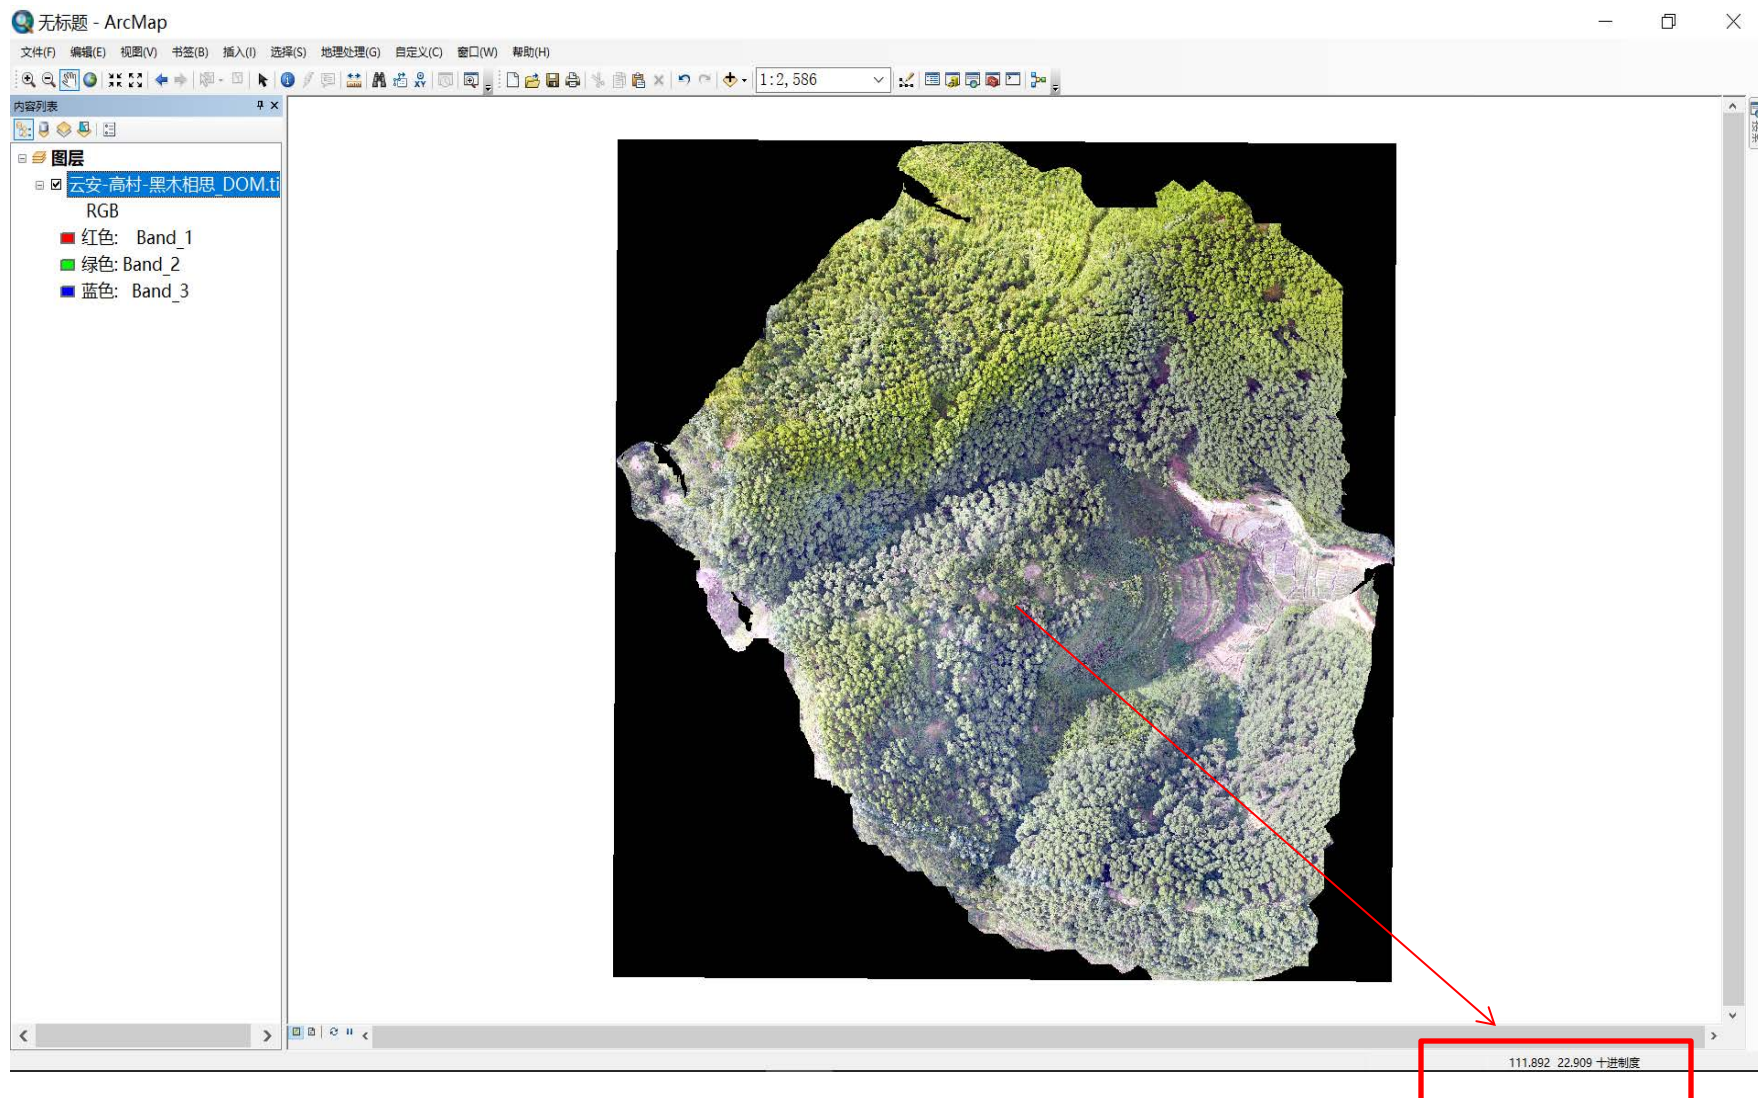 无标题 - ArcMap
文件(F) 编辑(E) 视图(V) 书签(B) 插入(I) 选择(S) 地理处理(G) 自定义(C) 窗口(W) 帮助(H)
1:2,586
内容列表
图层
云安-高村-黑木相思_DOM.ti
RGB
红色: Band_1
绿色: Band_2
蓝色: Band_3
111.892 22.909 十进制度